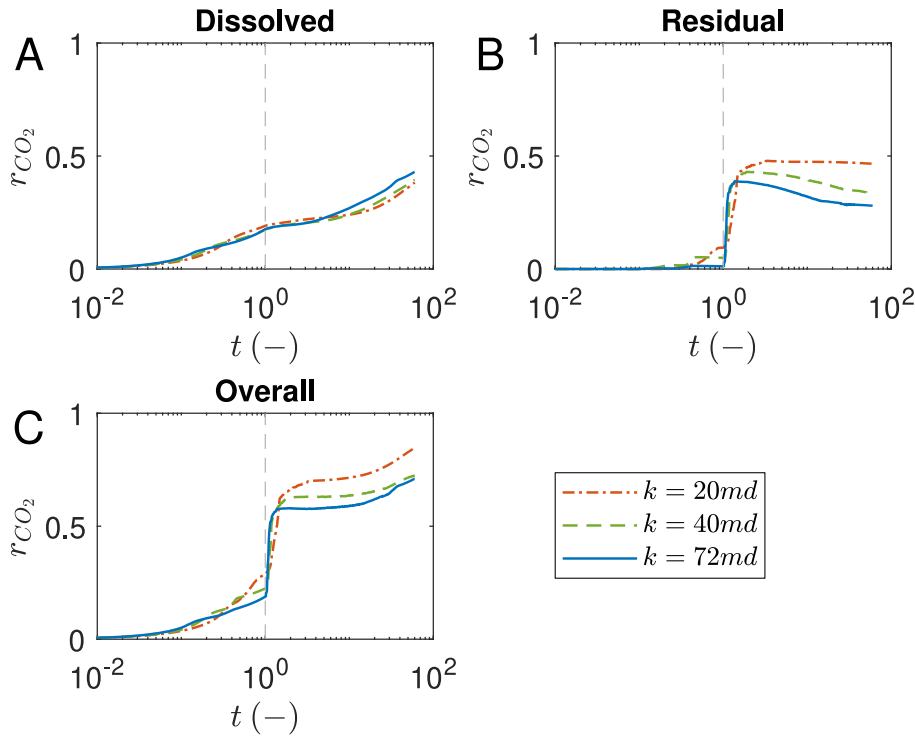 Dissolved
A
1
0.5
0
r_{CO_2}
10^{-2} 10^0 10^2
t (−)
Residual
B
1
0.5
0
r_{CO_2}
10^{-2} 10^0 10^2
t (−)
Overall
C
1
0.5
0
r_{CO_2}
10^{-2} 10^0 10^2
t (−)
k = 20md
k = 40md
k = 72md